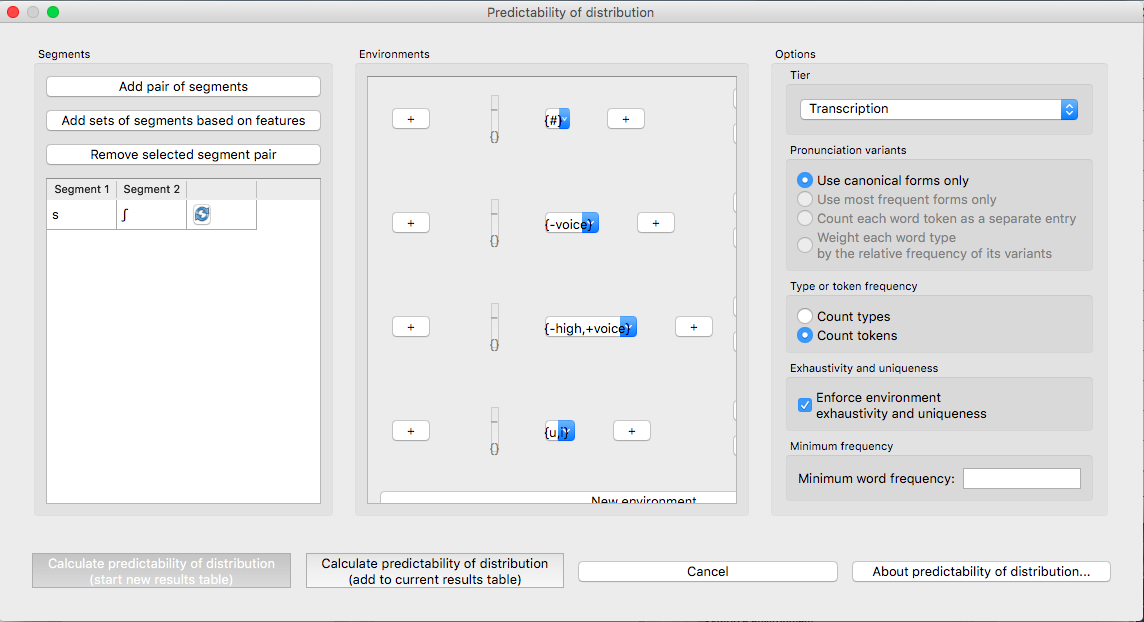 Predictability of distribution
Segments
Add pair of segments
Add sets of segments based on features
Remove selected segment pair
Segment 1 Segment 2
s ʃ
Environments
+ {} {#} +
+ {} {-voice} +
+ {} {-high,+voice} +
+ {} {u,i} +
New environment
Options
Tier
Transcription
Pronunciation variants
Use canonical forms only
Use most frequent forms only
Count each word token as a separate entry
Weight each word type
by the relative frequency of its variants
Type or token frequency
Count types
Count tokens
Exhaustivity and uniqueness
Enforce environment
exhaustivity and uniqueness
Minimum frequency
Minimum word frequency:
Calculate predictability of distribution
(start new results table)
Calculate predictability of distribution
(add to current results table)
Cancel
About predictability of distribution...